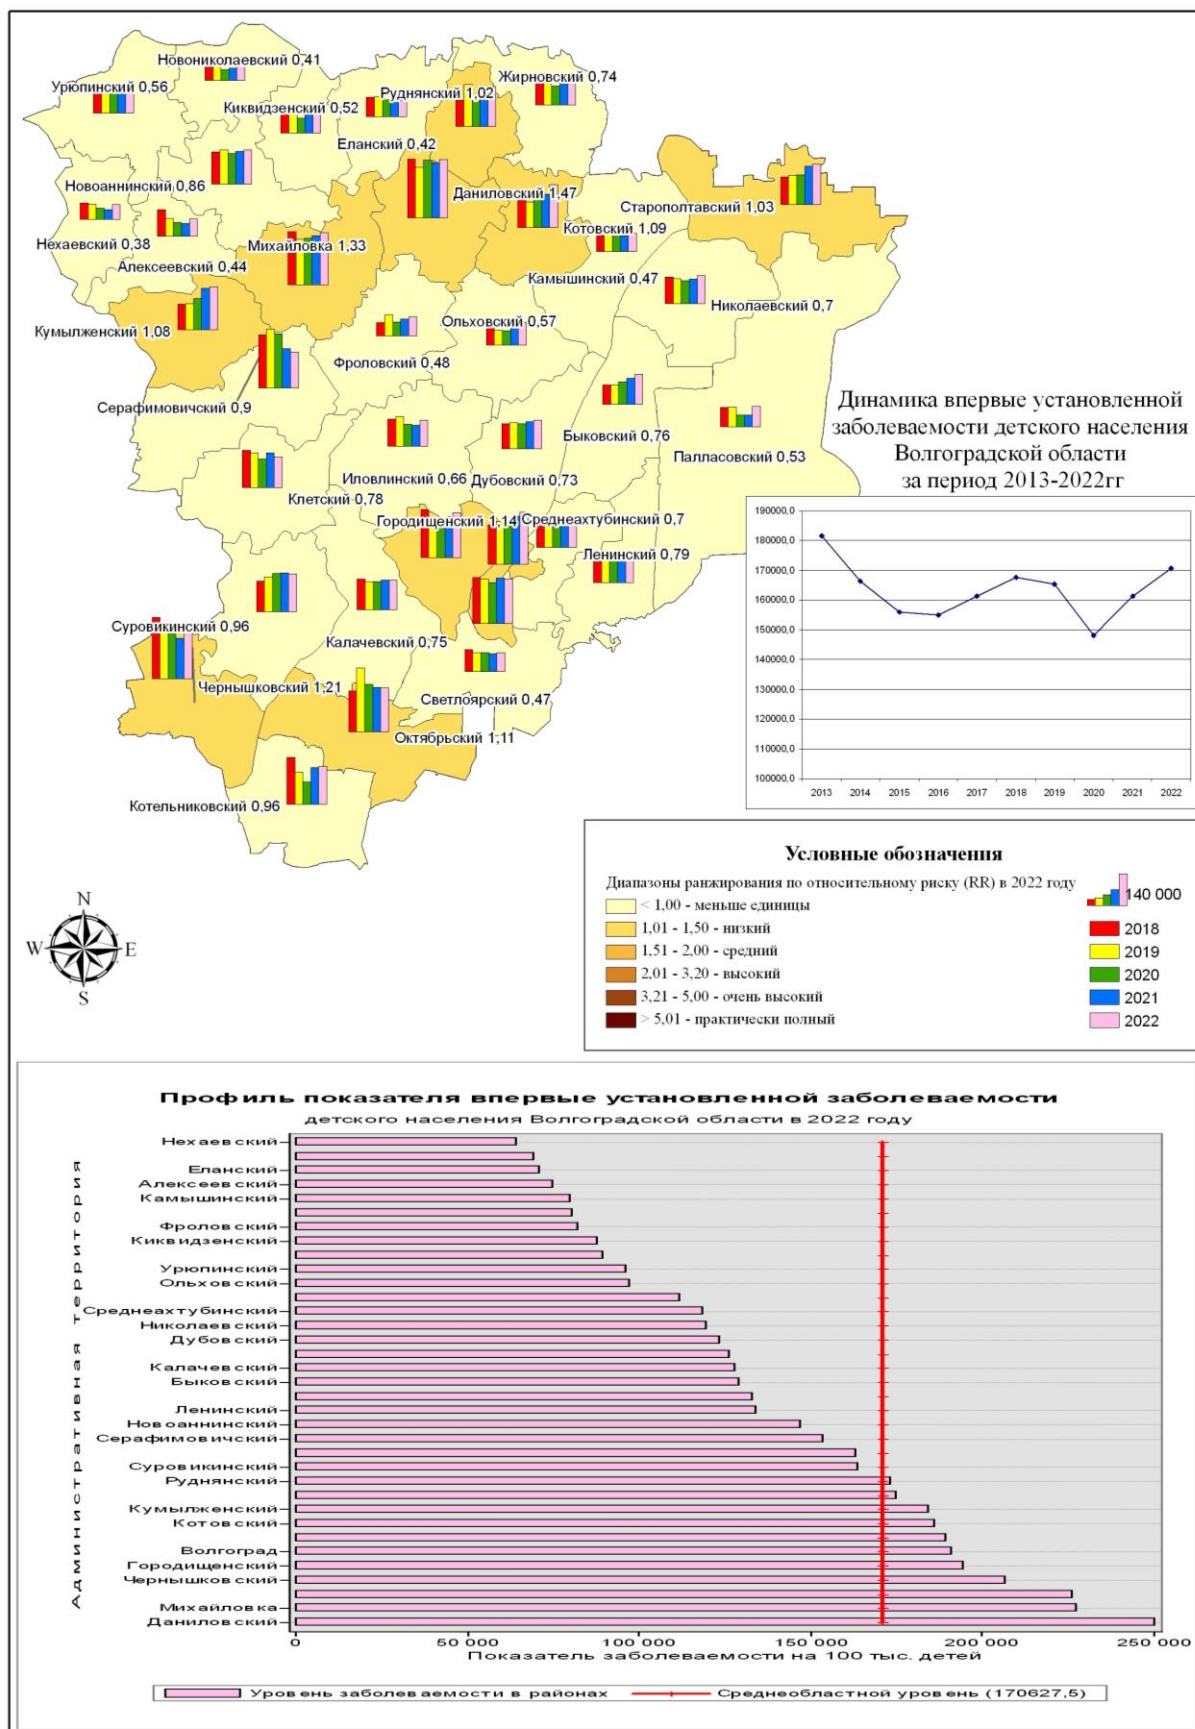 Новониколаевский 0,41
Жирновский 0,74
Урюпинский 0,56
Руднянский 1,02
Киквидзенский 0,52
Еланский 0,42
Новоаннинский 0,86
Даниловский 1,47
Старополтавский 1,03
Нехаевский 0,38
Котовский 1,09
Михайловка 1,33
Алексеевский 0,44
Камышинский 0,47
Николаевский 0,7
Кумылженский 1,08
Ольховский 0,57
Фроловский 0,48
Серафимовичский 0,9
Быковский 0,76
Палласовский 0,53
Иловлинский 0,66
Дубовский 0,73
Клетский 0,78
Городищенский 1,14
Среднеахтубинский 0,7
Ленинский 0,79
Суровикинский 0,96
Калачевский 0,75
Чернышковский 1,21
Светлоярский 0,47
Октябрьский 1,11
Котельниковский 0,96
Динамика впервые установленной
заболеваемости детского населения
Волгоградской области
за период 2013-2022гг
190000,0
180000,0
170000,0
160000,0
150000,0
140000,0
130000,0
120000,0
110000,0
100000,0
2013 2014 2015 2016 2017 2018 2019 2020 2021 2022
N
W E
S
Условные обозначения
Диапазоны ранжирования по относительному риску (RR) в 2022 году
< 1,00 - меньше единицы
1,01 - 1,50 - низкий
1,51 - 2,00 - средний
2,01 - 3,20 - высокий
3,21 - 5,00 - очень высокий
> 5,01 - практически полный
140 000
2018
2019
2020
2021
2022
Профиль показателя впервые установленной заболеваемости
детского населения Волгоградской области в 2022 году
Административная территория
Нехаевский
Еланский
Алексеевский
Камышинский
Фроловский
Киквидзенский
Урюпинский
Ольховский
Среднеахтубинский
Николаевский
Дубовский
Калачевский
Быковский
Ленинский
Новоаннинский
Серафимовичский
Суровикинский
Руднянский
Кумылженский
Котовский
Волгоград
Городищенский
Чернышковский
Михайловка
Даниловский
0 50 000 100 000 150 000 200 000 250 000
Показатель заболеваемости на 100 тыс. детей
Уровень заболеваемости в районах
Среднеобластной уровень (170627,5)